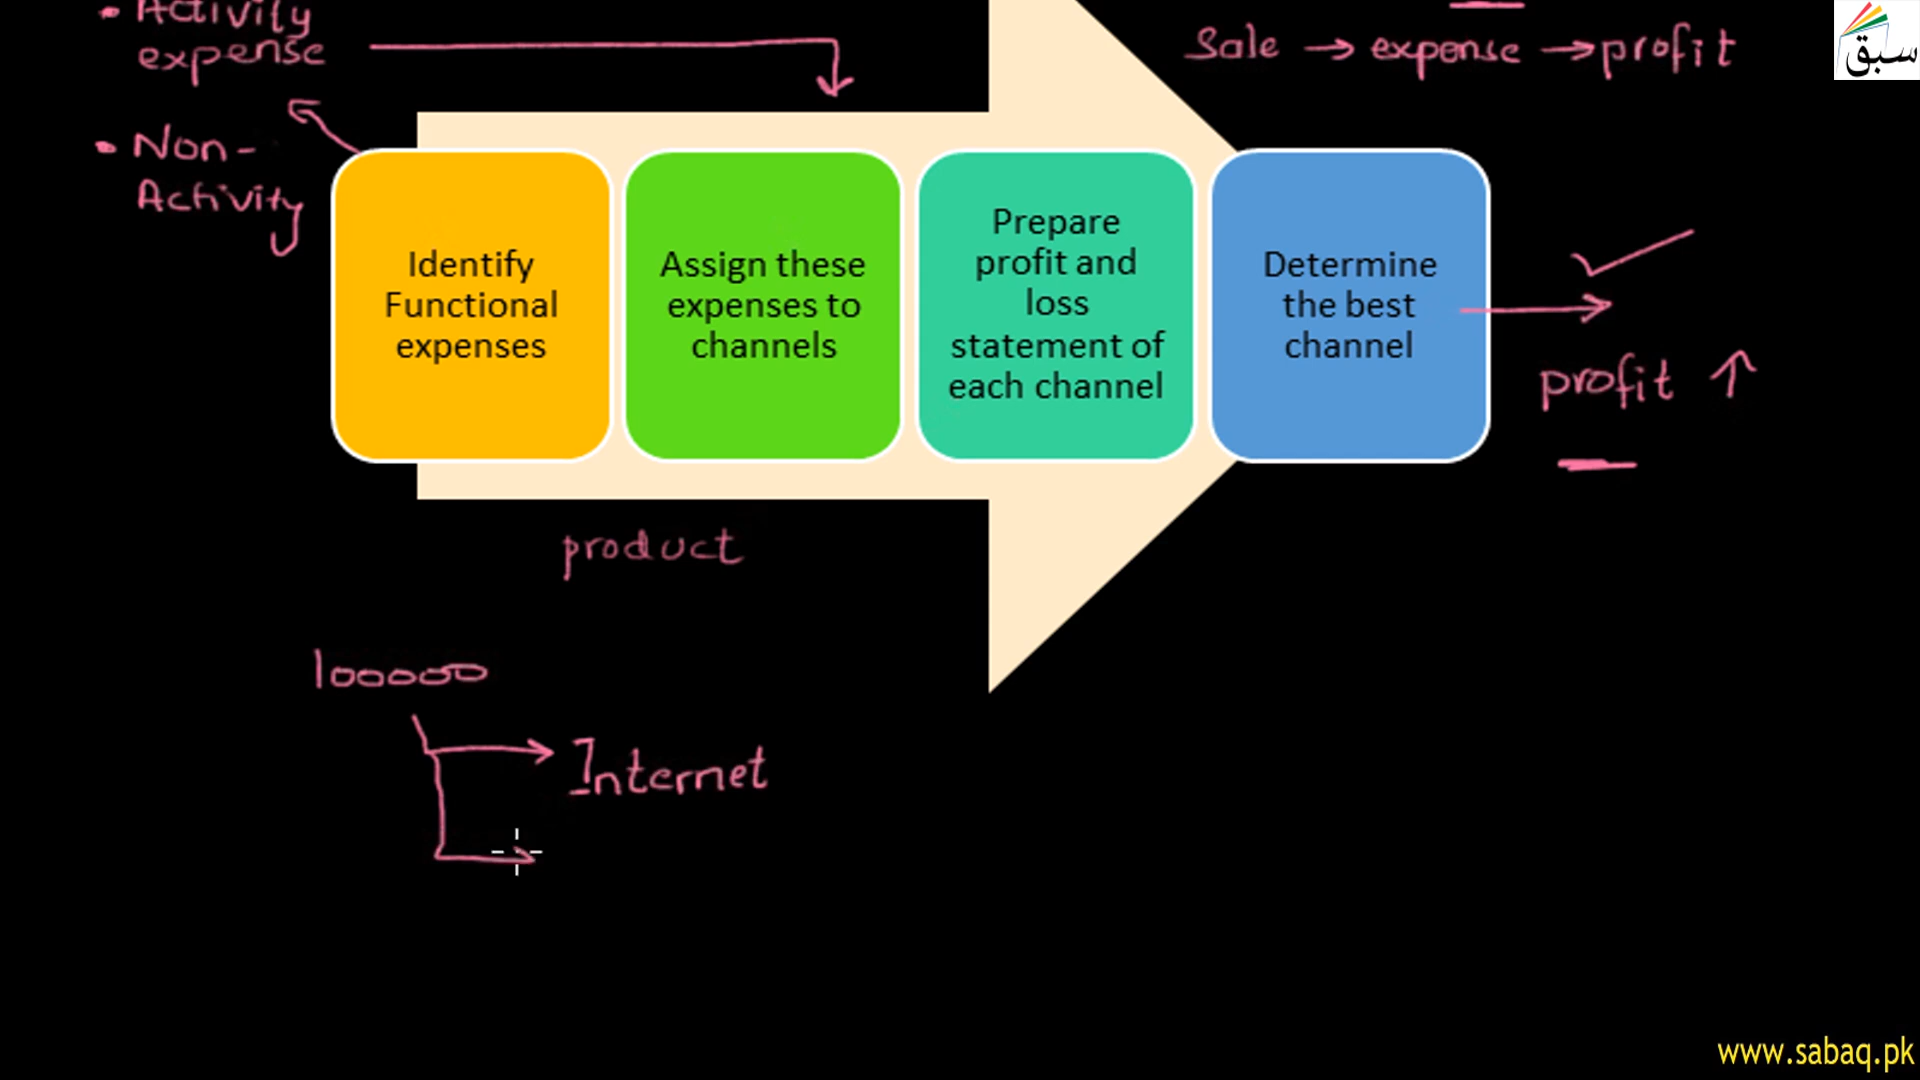 • Activity
expense
• Non-
Activity
Sale → expense → profit
سبق
Identify
Functional
expenses
Assign these
expenses to
channels
Prepare
profit and
loss
statement of
each channel
Determine
the best
channel
profit ↑
product
100000
Internet
www.sabaq.pk